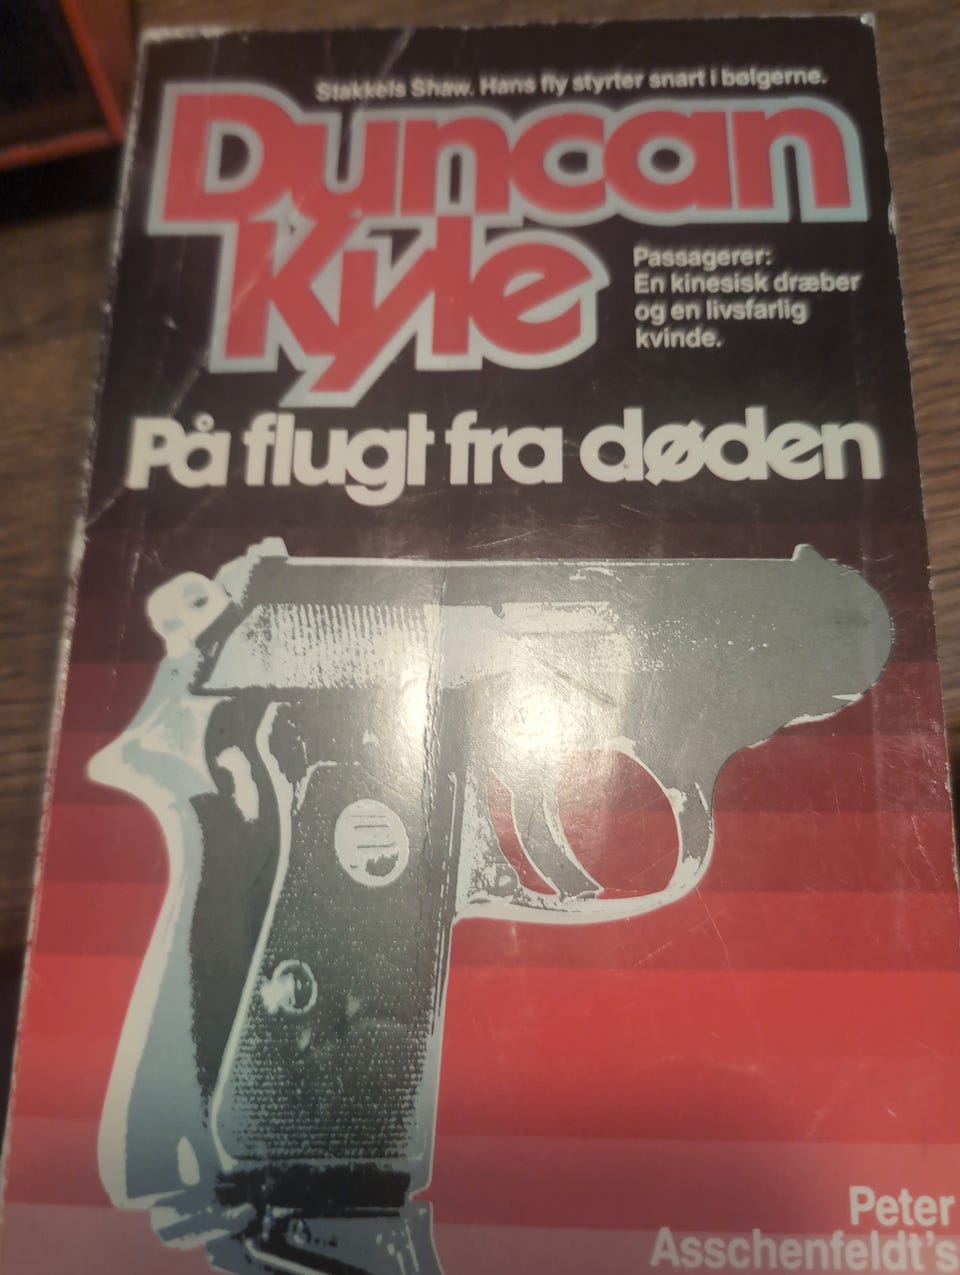 Stakkels Shaw. Hans fly styrter snart i bølgerne.
Duncan
Kyle
Passagerer:
En kinesisk dræber
og en livsfarlig
kvinde.
På flugt fra døden
Peter
Asschenfeldt's